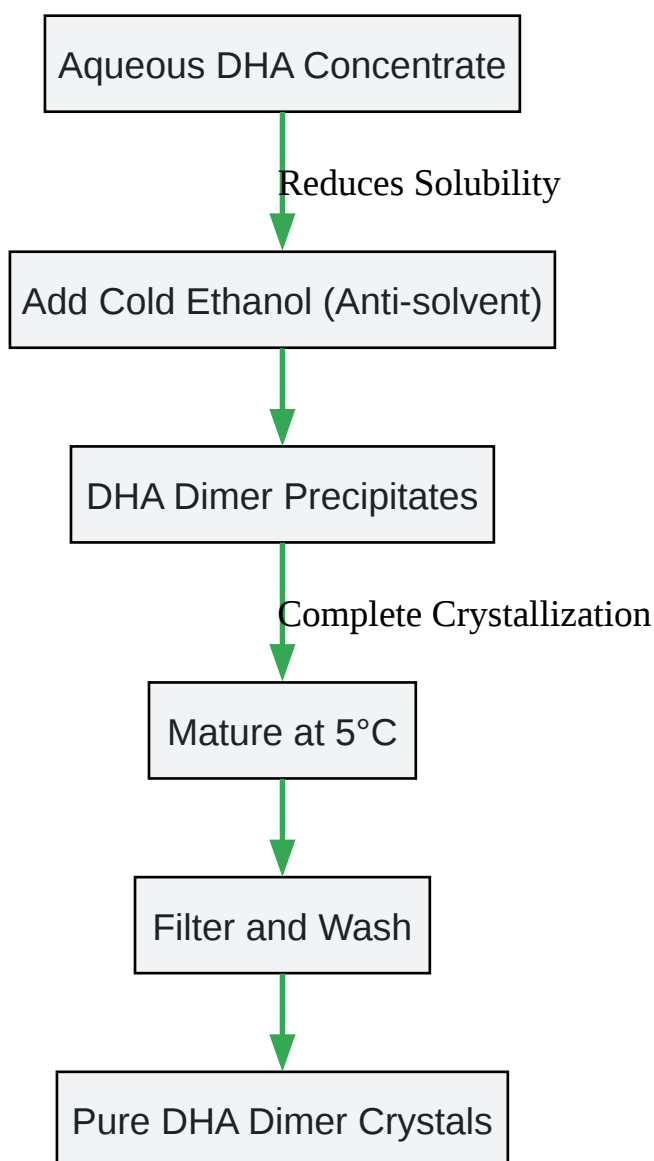 Aqueous DHA Concentrate
Reduces Solubility
Add Cold Ethanol (Anti-solvent)
DHA Dimer Precipitates
Complete Crystallization
Mature at 5°C
Filter and Wash
Pure DHA Dimer Crystals